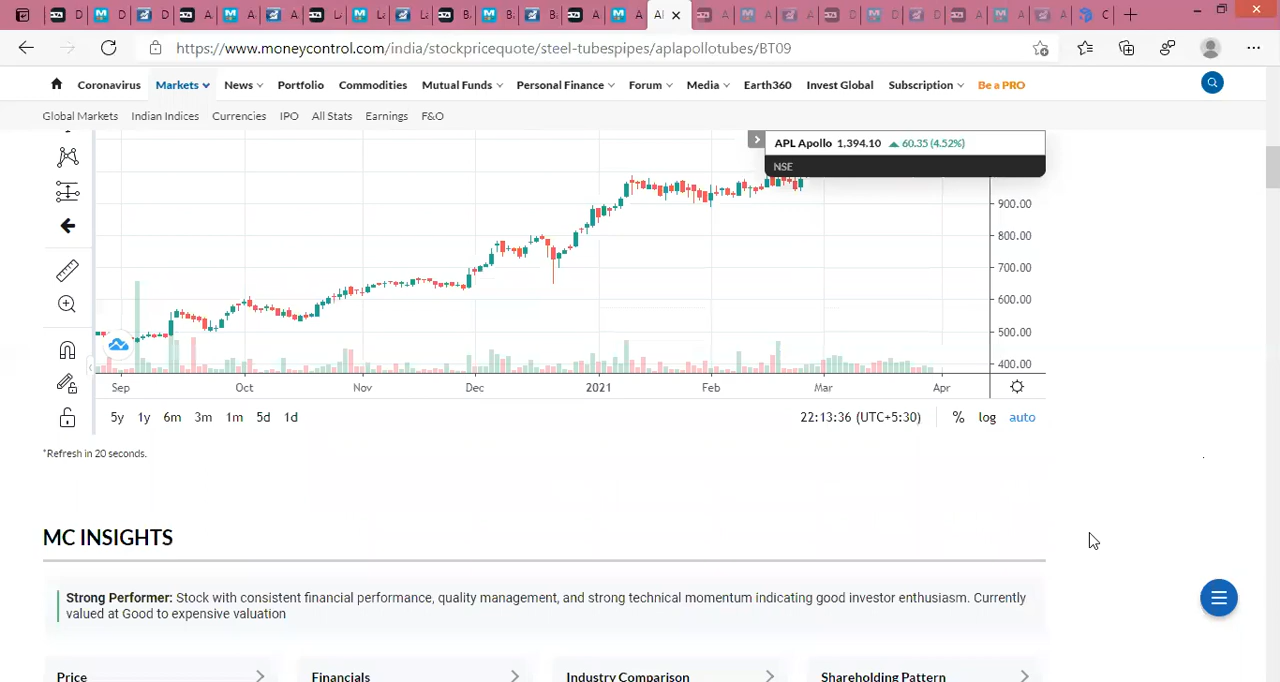 D D A A M A A L L L B B B A A A A A A D D D A A A C
https://www.moneycontrol.com/india/stockpricequote/steel-tubespipes/aplapollotubes/BT09
Coronavirus Markets News Portfolio Commodities Mutual Funds Personal Finance Forum Media Earth360 Invest Global Subscription Be a PRO
Global Markets Indian Indices Currencies IPO All Stats Earnings F&O
APL Apollo 1,394.10 60.35 (4.52%)
NSE
900.00
800.00
700.00
600.00
500.00
400.00
Sep Oct Nov Dec 2021 Feb Mar Apr
5y 1y 6m 3m 1m 5d 1d 22:13:36 (UTC+5:30) % log auto
*Refresh in 20 seconds.
MC INSIGHTS
Strong Performer: Stock with consistent financial performance, quality management, and strong technical momentum indicating good investor enthusiasm. Currently
valued at Good to expensive valuation
Price Financials Industry Comparison Shareholding Pattern